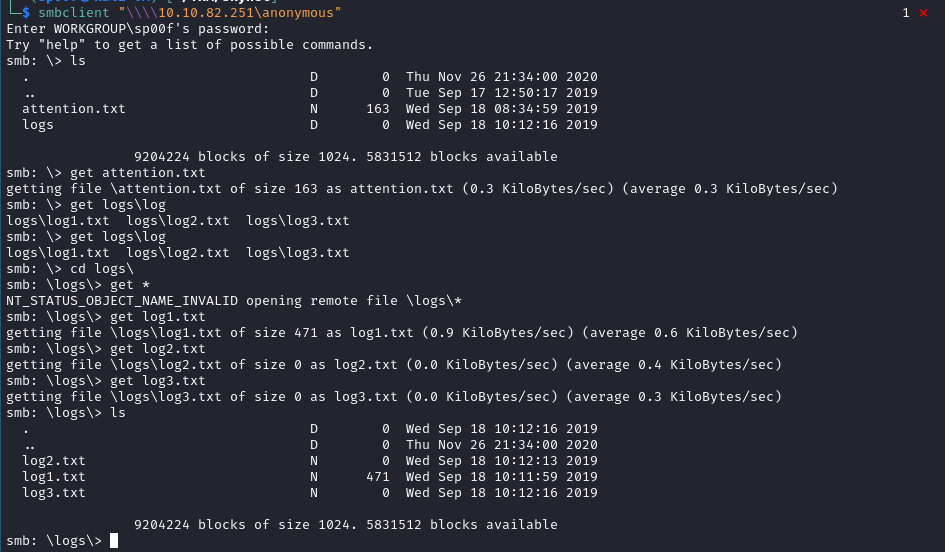 $ smbclient "\\\\10.10.82.251\anonymous" 1 ✗
Enter WORKGROUP\sp00f's password:
Try "help" to get a list of possible commands.
smb: \> ls
. D 0 Thu Nov 26 21:34:00 2020
.. D 0 Tue Sep 17 12:50:17 2019
attention.txt N 163 Wed Sep 18 08:34:59 2019
logs D 0 Wed Sep 18 10:12:16 2019
9204224 blocks of size 1024. 5831512 blocks available
smb: \> get attention.txt
getting file \attention.txt of size 163 as attention.txt (0.3 KiloBytes/sec) (average 0.3 KiloBytes/sec)
smb: \> get logs\log
logs\log1.txt logs\log2.txt logs\log3.txt
smb: \> get logs\log
logs\log1.txt logs\log2.txt logs\log3.txt
smb: \> cd logs\
smb: \logs\> get *
NT_STATUS_OBJECT_NAME_INVALID opening remote file \logs\*
smb: \logs\> get log1.txt
getting file \logs\log1.txt of size 471 as log1.txt (0.9 KiloBytes/sec) (average 0.6 KiloBytes/sec)
smb: \logs\> get log2.txt
getting file \logs\log2.txt of size 0 as log2.txt (0.0 KiloBytes/sec) (average 0.4 KiloBytes/sec)
smb: \logs\> get log3.txt
getting file \logs\log3.txt of size 0 as log3.txt (0.0 KiloBytes/sec) (average 0.3 KiloBytes/sec)
smb: \logs\> ls
. D 0 Wed Sep 18 10:12:16 2019
.. D 0 Thu Nov 26 21:34:00 2020
log2.txt N 0 Wed Sep 18 10:12:13 2019
log1.txt N 471 Wed Sep 18 10:11:59 2019
log3.txt N 0 Wed Sep 18 10:12:16 2019
9204224 blocks of size 1024. 5831512 blocks available
smb: \logs\>